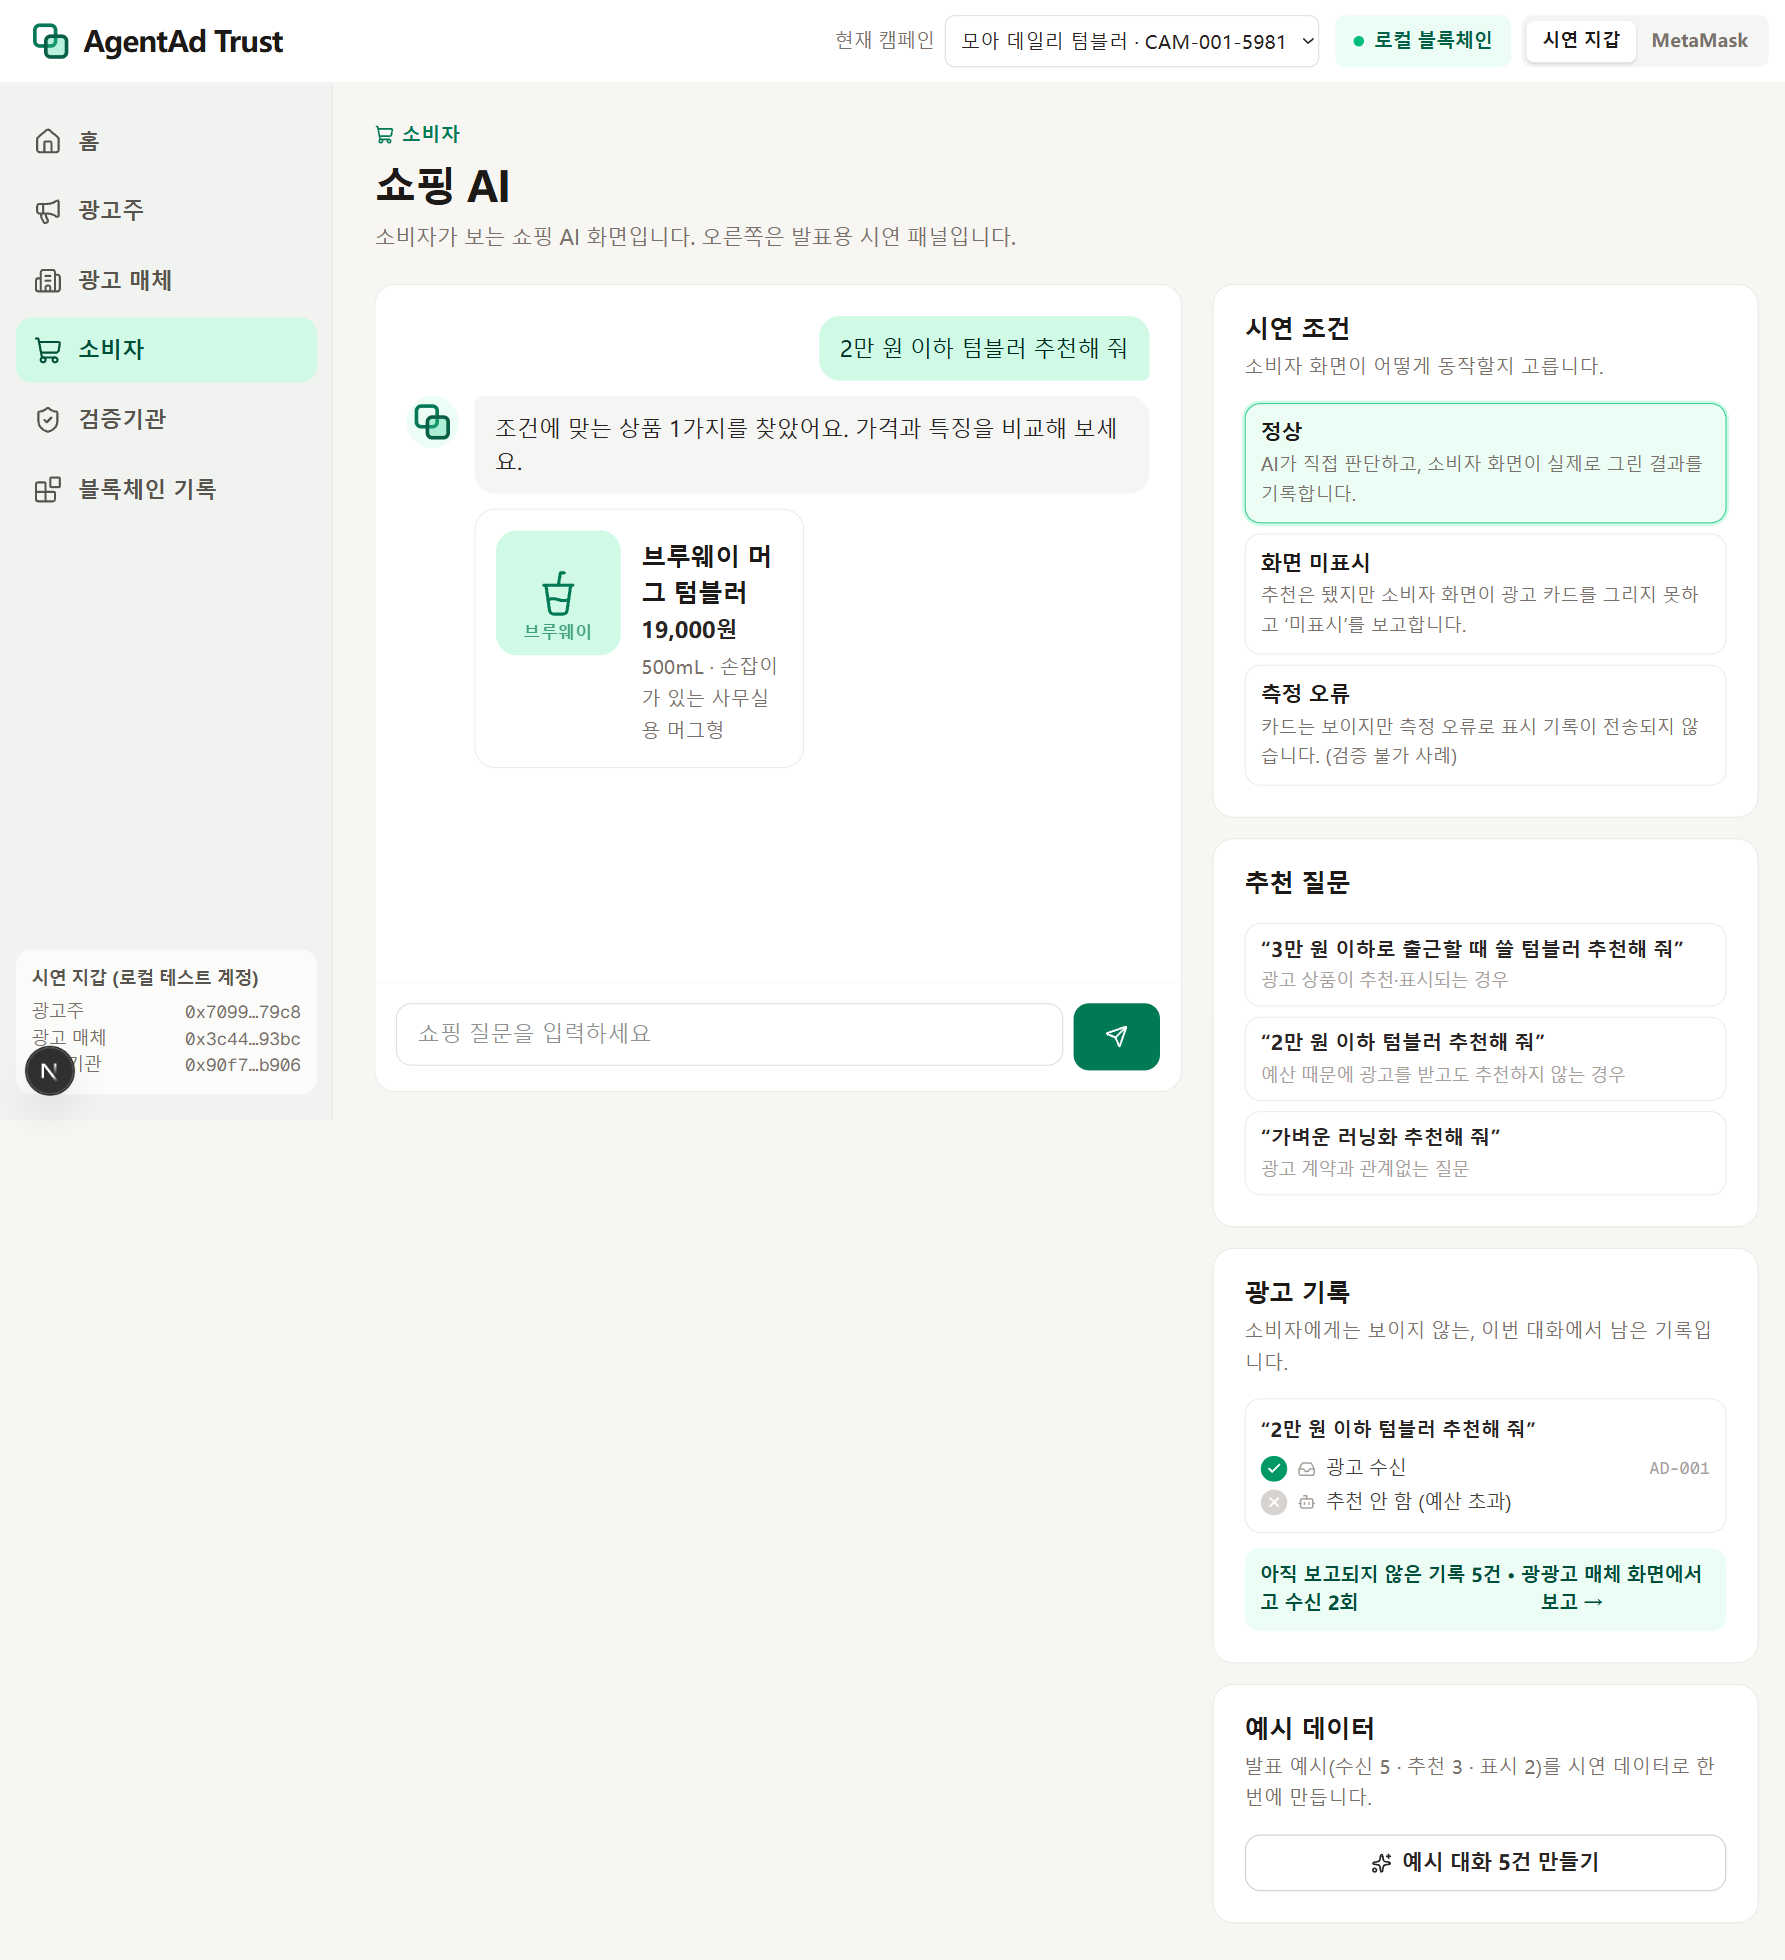 AgentAd Trust
현재 캠페인
모아 데일리 텀블러 · CAM-001-5981
로컬 블록체인
시연 지갑
MetaMask
홈
광고주
광고 매체
소비자
검증기관
블록체인 기록
시연 지갑 (로컬 테스트 계정)
광고주 0x7099…79c8
광고 매체 0x3c44…93bc
기관 0x90f7…b906
N
소비자
쇼핑 AI
소비자가 보는 쇼핑 AI 화면입니다. 오른쪽은 발표용 시연 패널입니다.
2만 원 이하 텀블러 추천해 줘
조건에 맞는 상품 1가지를 찾았어요. 가격과 특징을 비교해 보세
요.
브루웨이
브루웨이 머
그 텀블러
19,000원
500mL · 손잡이
가 있는 사무실
용 머그형
쇼핑 질문을 입력하세요
시연 조건
소비자 화면이 어떻게 동작할지 고릅니다.
정상
AI가 직접 판단하고, 소비자 화면이 실제로 그린 결과를
기록합니다.
화면 미표시
추천은 됐지만 소비자 화면이 광고 카드를 그리지 못하
고 ‘미표시’를 보고합니다.
측정 오류
카드는 보이지만 측정 오류로 표시 기록이 전송되지 않
습니다. (검증 불가 사례)
추천 질문
“3만 원 이하로 출근할 때 쓸 텀블러 추천해 줘”
광고 상품이 추천·표시되는 경우
“2만 원 이하 텀블러 추천해 줘”
예산 때문에 광고를 받고도 추천하지 않는 경우
“가벼운 러닝화 추천해 줘”
광고 계약과 관계없는 질문
광고 기록
소비자에게는 보이지 않는, 이번 대화에서 남은 기록입
니다.
“2만 원 이하 텀블러 추천해 줘”
광고 수신 AD-001
추천 안 함 (예산 초과)
아직 보고되지 않은 기록 5건 • 광
고 수신 2회
광고 매체 화면에서
보고 →
예시 데이터
발표 예시(수신 5 · 추천 3 · 표시 2)를 시연 데이터로 한
번에 만듭니다.
예시 대화 5건 만들기